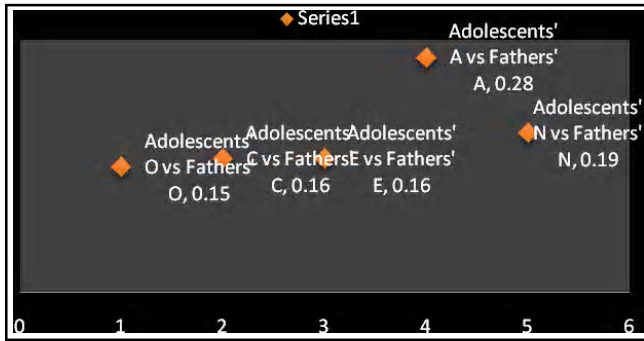 Series1
Adolescents'
A vs Fathers'
A, 0.28
Adolescents'
N vs Fathers'
N, 0.19
Adolescents'
O vs Fathers'
O, 0.15
Adolescents'
C vs Fathers'
C, 0.16
Adolescents'
E vs Fathers'
E, 0.16
0 1 2 3 4 5 6